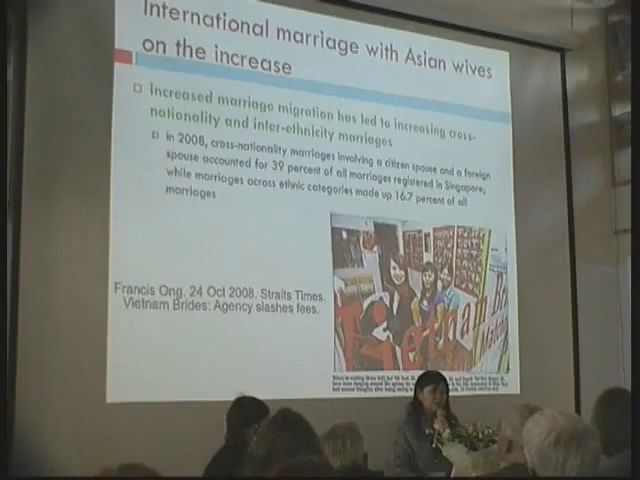 International marriage with Asian wives
on the increase
Increased marriage migration has led to increasing cross-
nationality and inter-ethnicity marriages
In 2008, cross-nationality marriages involving a citizen spouse and a foreign
spouse accounted for 39 percent of all marriages registered in Singapore;
while marriages across ethnic categories made up 16.7 percent of all
marriages
Francis Ong, 24 Oct 2008, Straits Times,
Vietnam Brides: Agency slashes fees.
Vietnam